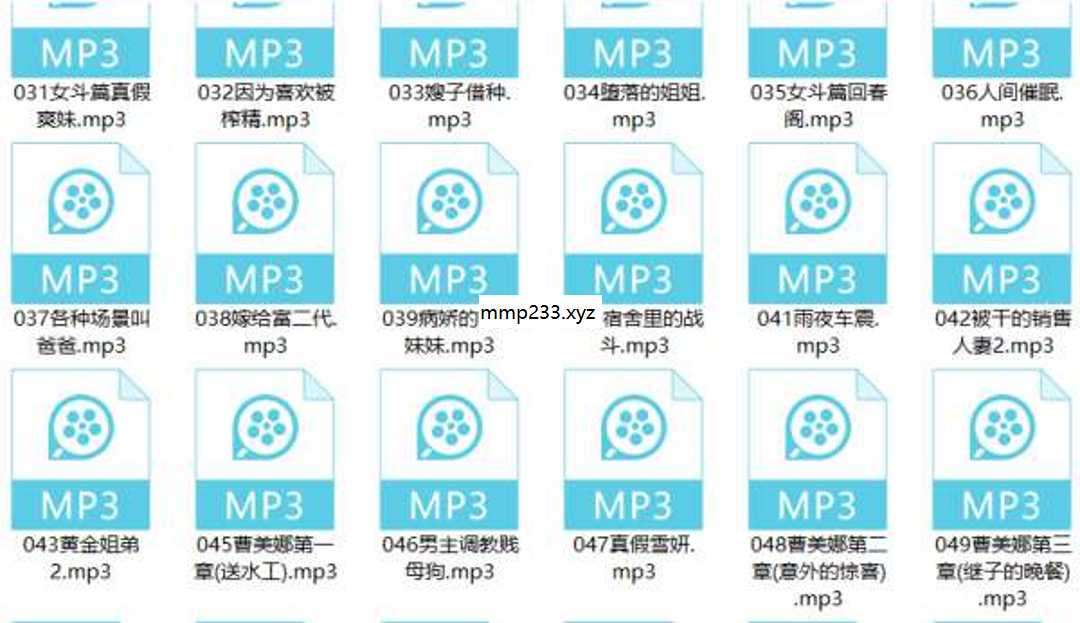 MP3 MP3 MP3 MP3 MP3 MP3
031女斗篇真假 032因为喜欢被 033嫂子借种. 034堕落的姐姐. 035女斗篇回春 036人间催眠.
爽妹.mp3 榨精.mp3 mp3 mp3 阁.mp3 mp3
MP3 MP3 MP3 MP3 MP3 MP3
mmp233.xyz
037各种场景叫 038嫁给富二代. 039病娇的 宿舍里的战 041雨夜车震. 042被干的销售
爸爸.mp3 mp3 妹妹.mp3 斗.mp3 mp3 人妻2.mp3
MP3 MP3 MP3 MP3 MP3 MP3
043黄金姐弟 045曹美娜第一 046男主调教贱 047真假雪妍. 048曹美娜第二 049曹美娜第三
2.mp3 章(送水工).mp3 母狗.mp3 mp3 章(意外的惊喜) 章(继子的晚餐)
.mp3 .mp3